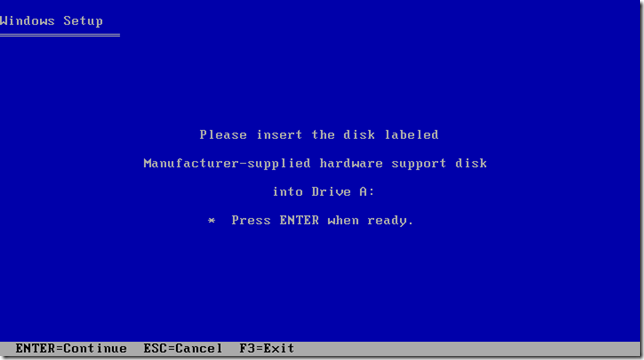 Windows Setup
Please insert the disk labeled
Manufacturer-supplied hardware support disk
into Drive A:
* Press ENTER when ready.
ENTER=Continue ESC=Cancel F3=Exit